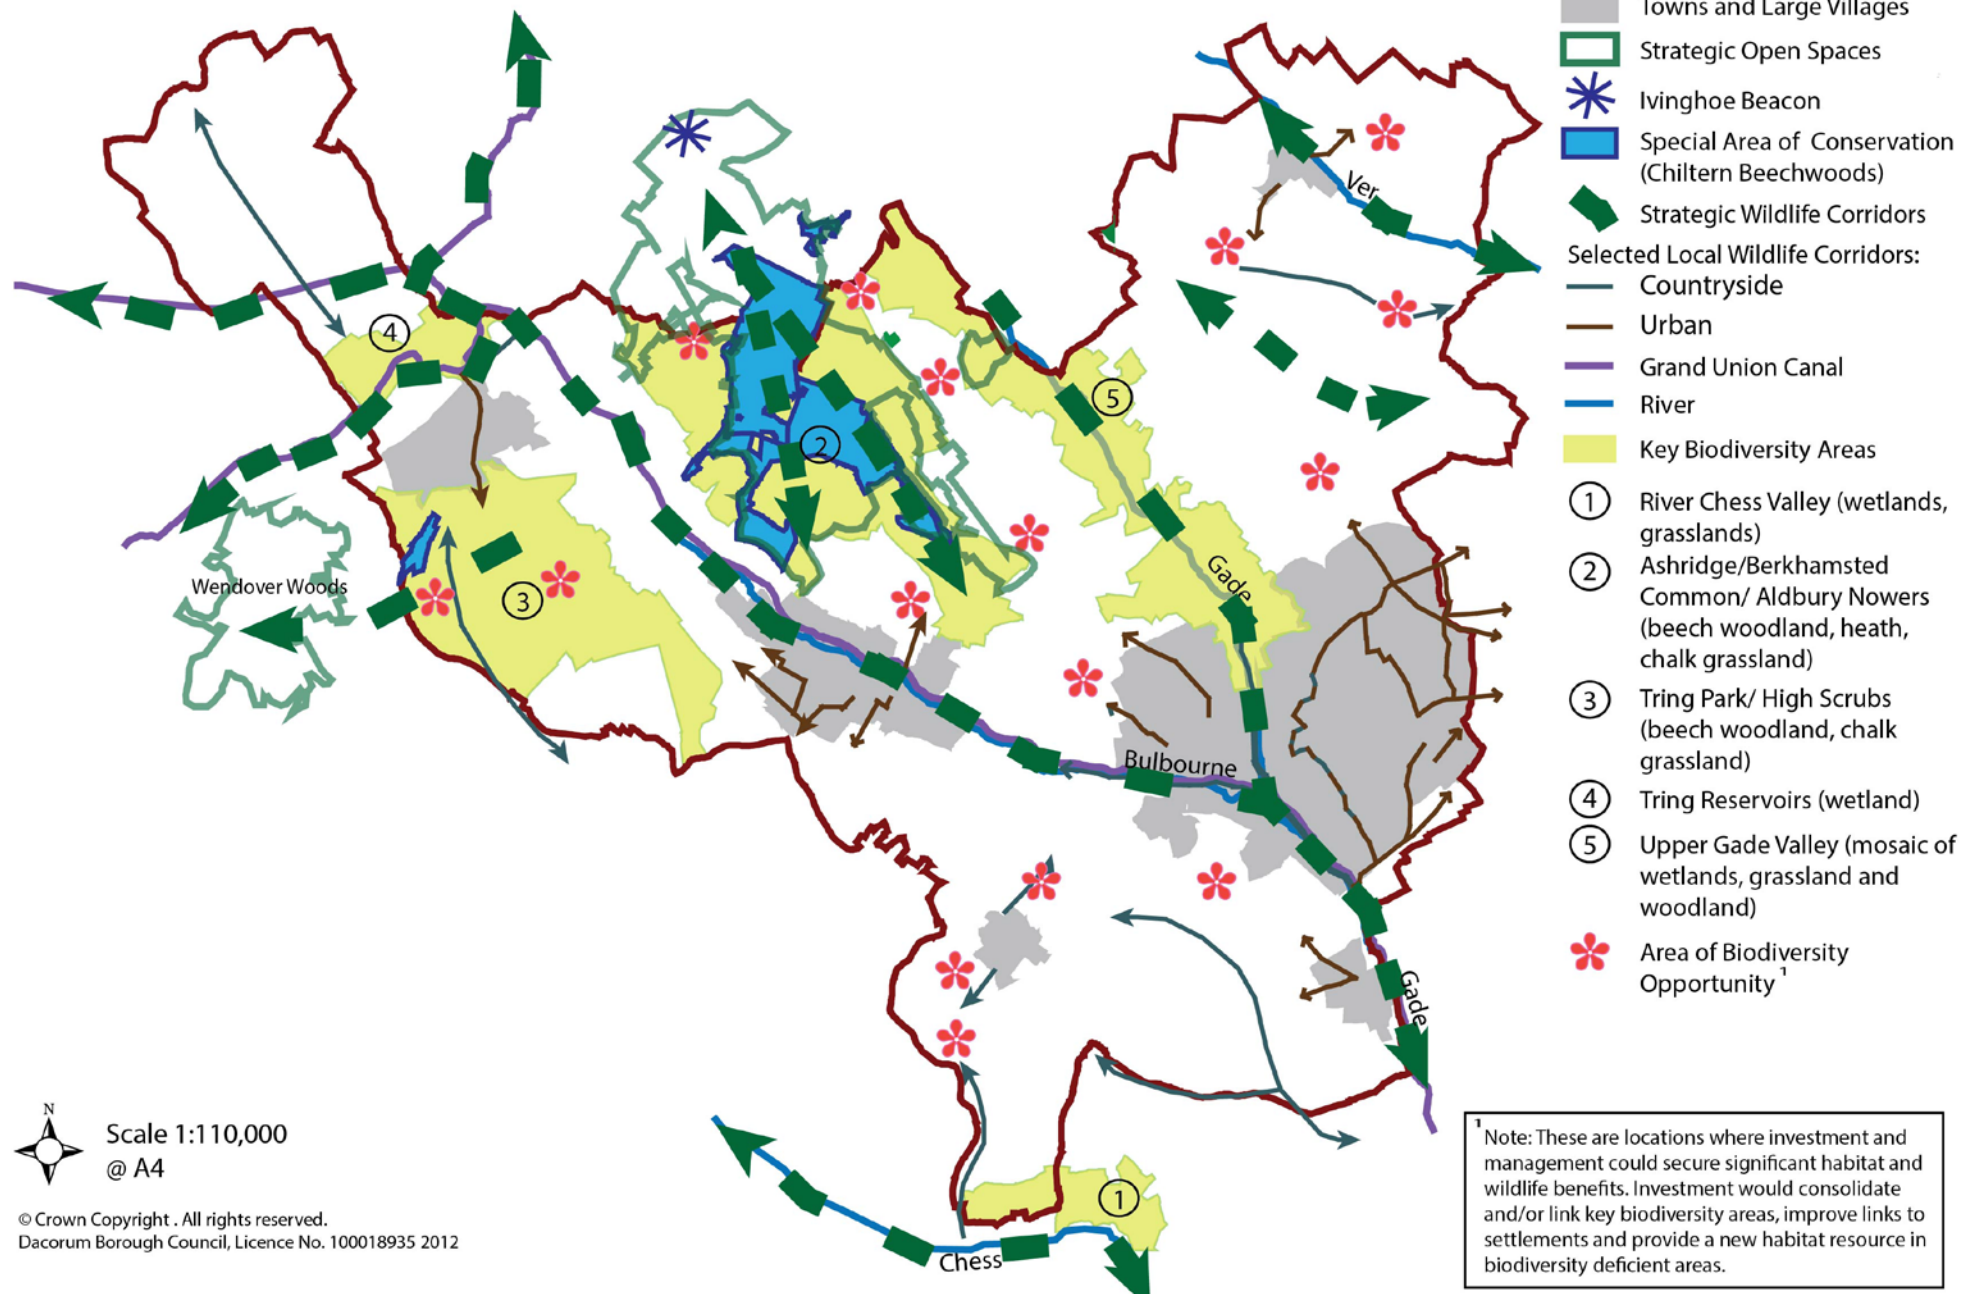 Towns and Large Villages
Strategic Open Spaces
Ivinghoe Beacon
Special Area of Conservation
(Chiltern Beechwoods)
Strategic Wildlife Corridors
Selected Local Wildlife Corridors:
Countryside
Urban
Grand Union Canal
River
Key Biodiversity Areas
1 River Chess Valley (wetlands,
grasslands)
2 Ashridge/Berkhamsted
Common/ Aldbury Nowers
(beech woodland, heath,
chalk grassland)
3 Tring Park/ High Scrubs
(beech woodland, chalk
grassland)
4 Tring Reservoirs (wetland)
5 Upper Gade Valley (mosaic of
wetlands, grassland and
woodland)
Area of Biodiversity
Opportunity 1
Ver
4
5
2
Wendover Woods
3
Gade
Bulbourne
Gade
1
Chess
N
Scale 1:110,000
@ A4
© Crown Copyright . All rights reserved.
Dacorum Borough Council, Licence No. 100018935 2012
1 Note: These are locations where investment and
management could secure significant habitat and
wildlife benefits. Investment would consolidate
and/or link key biodiversity areas, improve links to
settlements and provide a new habitat resource in
biodiversity deficient areas.